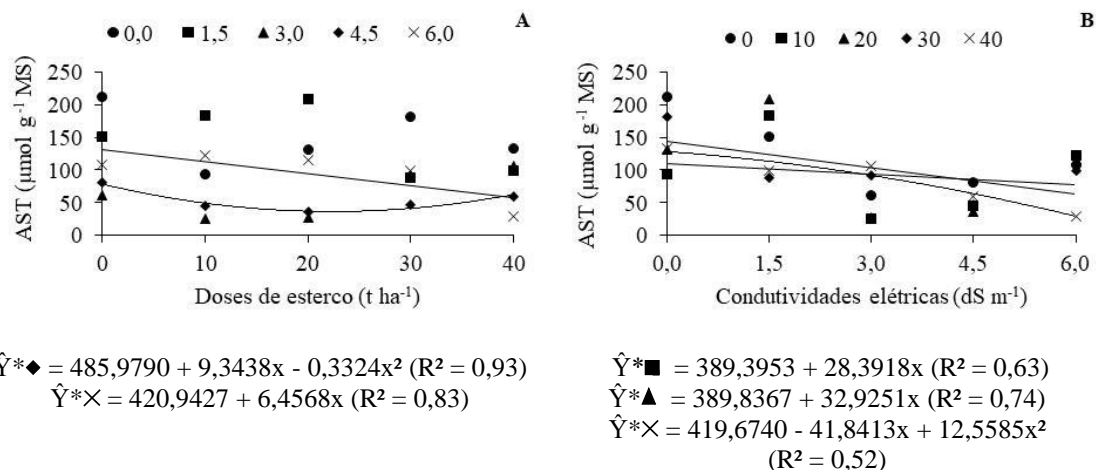 A
● 0,0 ■ 1,5 ▲ 3,0 ◆ 4,5 × 6,0
AST (µmol g⁻¹ MS)
250
200
150
100
50
0
0 10 20 30 40
Doses de esterco (t ha⁻¹)
Ŷ*◆ = 485,9790 + 9,3438x - 0,3324x² (R² = 0,93)
Ŷ*× = 420,9427 + 6,4568x (R² = 0,83)
B
● 0 ■ 10 ▲ 20 ◆ 30 × 40
AST (µmol g⁻¹ MS)
250
200
150
100
50
0
0,0 1,5 3,0 4,5 6,0
Condutividades elétricas (dS m⁻¹)
Ŷ*■ = 389,3953 + 28,3918x (R² = 0,63)
Ŷ*▲ = 389,8367 + 32,9251x (R² = 0,74)
Ŷ*× = 419,6740 - 41,8413x + 12,5585x²
(R² = 0,52)